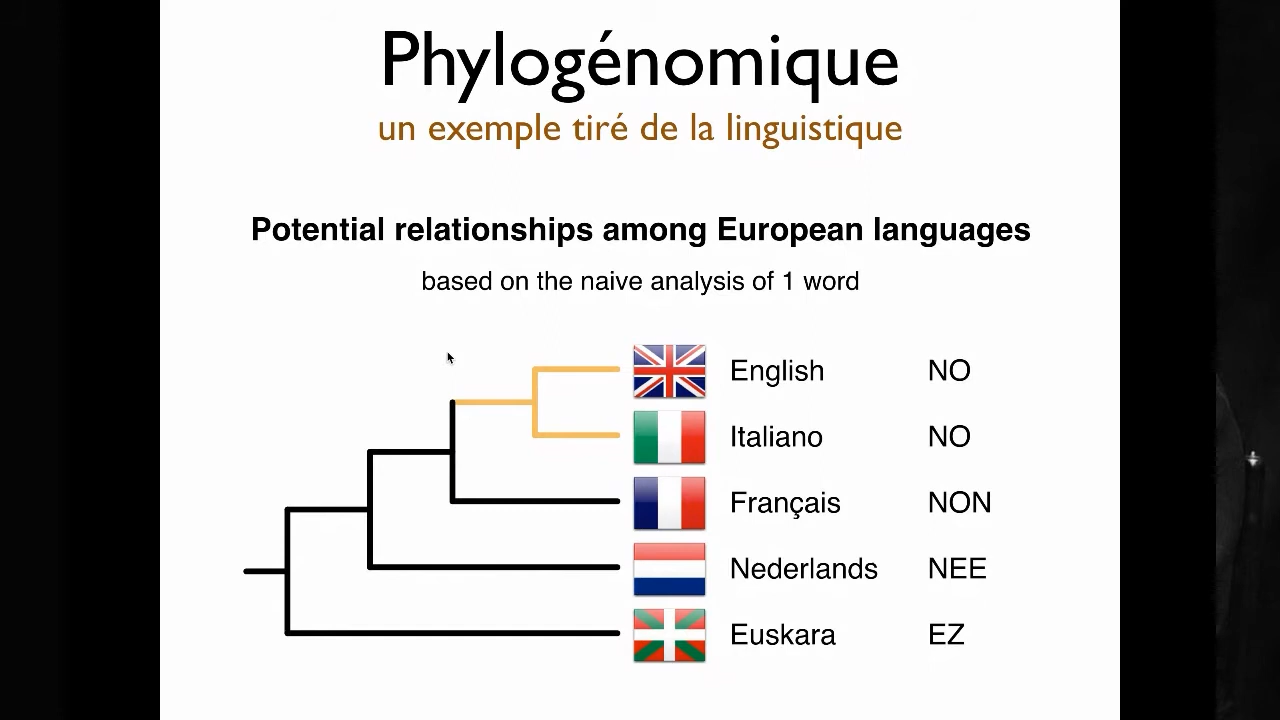 Phylogénomique
un exemple tiré de la linguistique
Potential relationships among European languages
based on the naive analysis of 1 word
English NO
Italiano NO
Français NON
Nederlands NEE
Euskara EZ